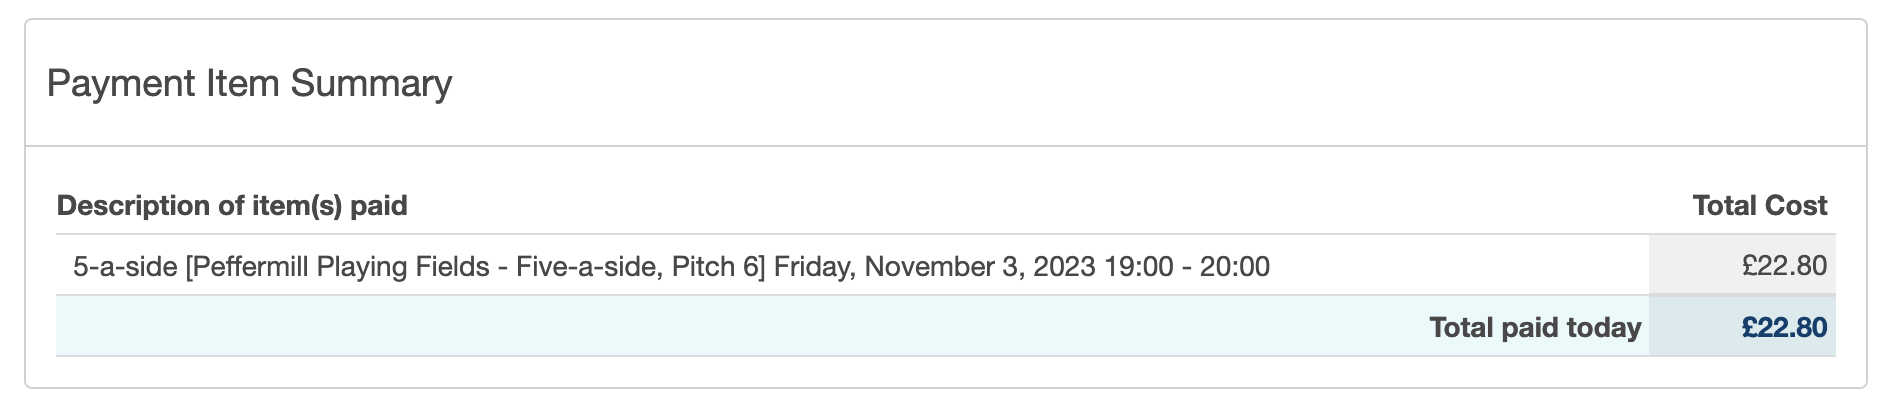 Payment Item Summary
Description of item(s) paid Total Cost
5-a-side [Peffermill Playing Fields - Five-a-side, Pitch 6] Friday, November 3, 2023 19:00 - 20:00 £22.80
Total paid today £22.80